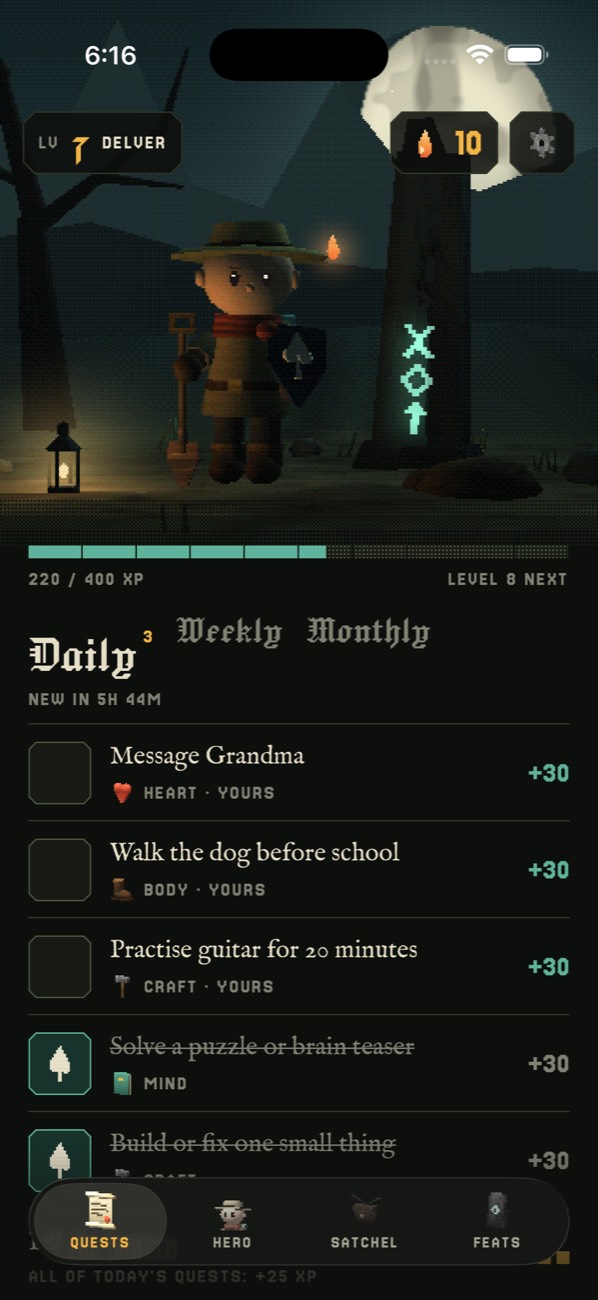 6:16
LV 7 DELVER
10
220 / 400 XP
LEVEL 8 NEXT
Daily 3 Weekly Monthly
NEW IN 5H 44M
Message Grandma
HEART · YOURS
+30
Walk the dog before school
BODY · YOURS
+30
Practise guitar for 20 minutes
CRAFT · YOURS
+30
Solve a puzzle or brain teaser
MIND
+30
Build or fix one small thing
CRAFT
+30
QUESTS
HERO
SATCHEL
FEATS
ALL OF TODAY'S QUESTS: +25 XP